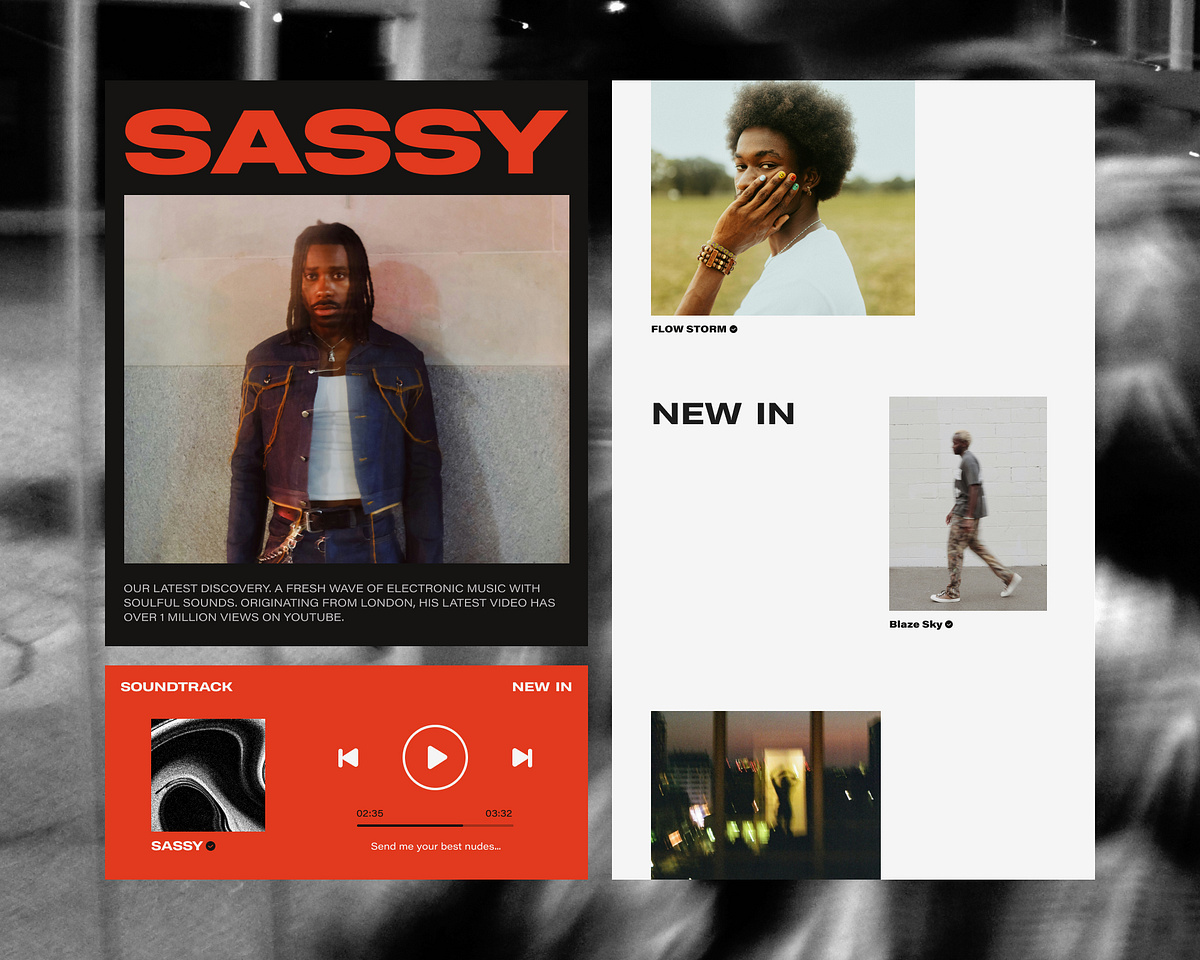 SASSY
OUR LATEST DISCOVERY. A FRESH WAVE OF ELECTRONIC MUSIC WITH
SOULFUL SOUNDS. ORIGINATING FROM LONDON, HIS LATEST VIDEO HAS
OVER 1 MILLION VIEWS ON YOUTUBE.
SOUNDTRACK
NEW IN
02:35
03:32
SASSY
Send me your best nudes...
FLOW STORM
NEW IN
Blaze Sky